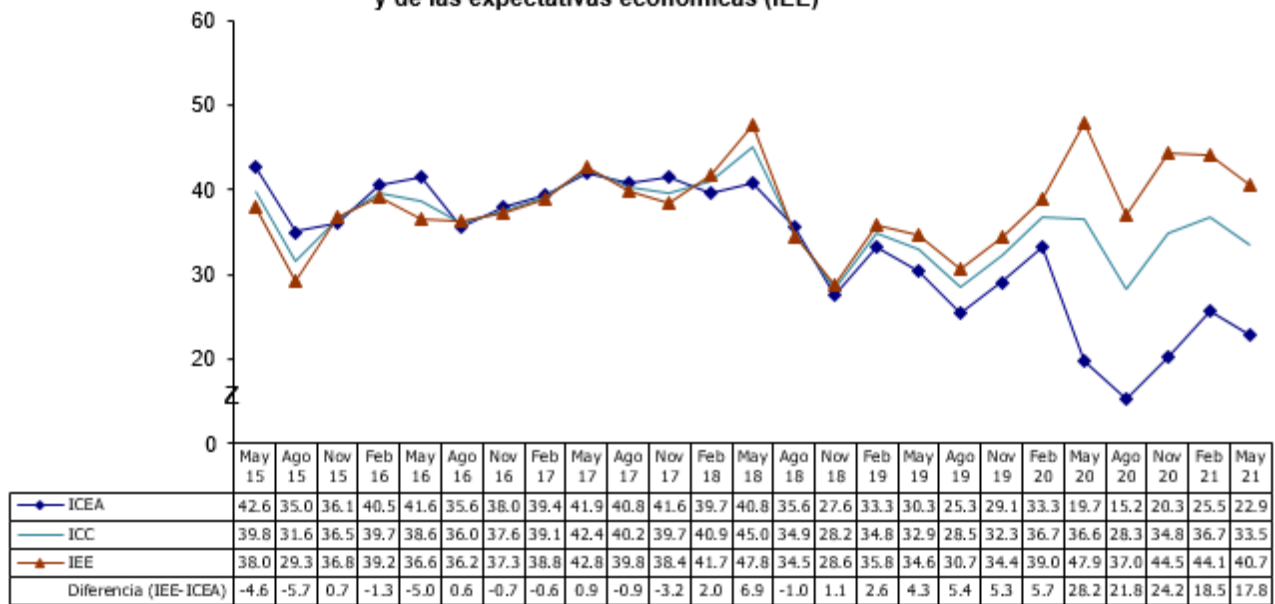 y de las expectativas económicas (IEE)
60
50
40
30
20
Z
0
May Ago Nov Feb May Ago Nov Feb May Ago Nov Feb May Ago Nov Feb May Ago Nov Feb May Ago Nov Feb May
15 15 15 16 16 16 16 17 17 17 17 18 18 18 18 19 19 19 19 20 20 20 20 21 21
ICEA 42.6 35.0 36.1 40.5 41.6 35.6 38.0 39.4 41.9 40.8 41.6 39.7 40.8 35.6 27.6 33.3 30.3 25.3 29.1 33.3 19.7 15.2 20.3 25.5 22.9
ICC 39.8 31.6 36.5 39.7 38.6 36.0 37.6 39.1 42.4 40.2 39.7 40.9 45.0 34.9 28.2 34.8 32.9 28.5 32.3 36.7 36.6 28.3 34.8 36.7 33.5
IEE 38.0 29.3 36.8 39.2 36.6 36.2 37.3 38.8 42.8 39.8 38.4 41.7 47.8 34.5 28.6 35.8 34.6 30.7 34.4 39.0 47.9 37.0 44.5 44.1 40.7
Diferencia (IEE-ICEA) -4.6 -5.7 0.7 -1.3 -5.0 0.6 -0.7 -0.6 0.9 -0.9 -3.2 2.0 6.9 -1.0 1.1 2.6 4.3 5.4 5.3 5.7 28.2 21.8 24.2 18.5 17.8